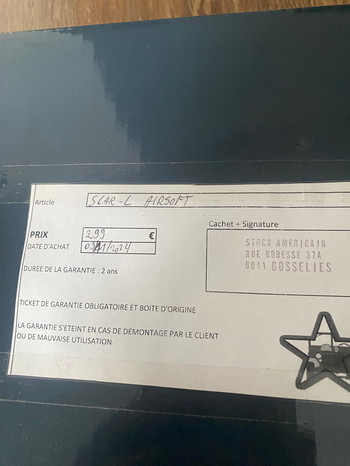 Article SCAR-L AIRSOFT
PRIX 299 €
Cachet + Signature
DATE D'ACHAT
STOCK AMERICAIN
RUE ROBESSE 37A
6041 GOSSELIES
DUREE DE LA GARANTIE : 2 ans
TICKET DE GARANTIE OBLIGATOIRE ET BOITE D'ORIGINE
LA GARANTIE S'ETEINT EN CAS DE DEMONTAGE PAR LE CLIENT
OU DE MAUVAISE UTILISATION